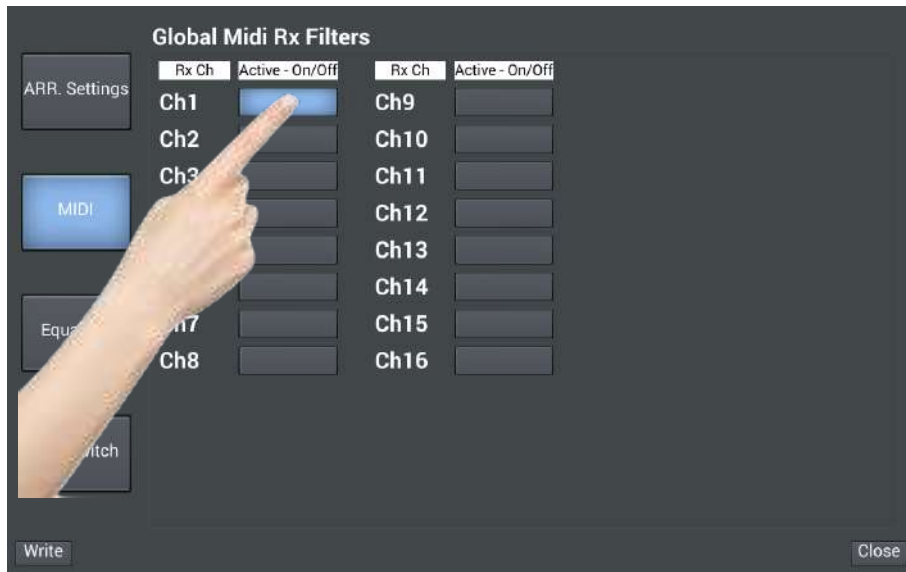 Global Midi Rx Filters
Rx Ch Active - On/Off Rx Ch Active - On/Off
ARR. Settings
Ch1 Ch9
Ch2 Ch10
Ch3 Ch11
MIDI
Ch12
Ch13
Ch14
Ch15
Ch8 Ch16
Write Close